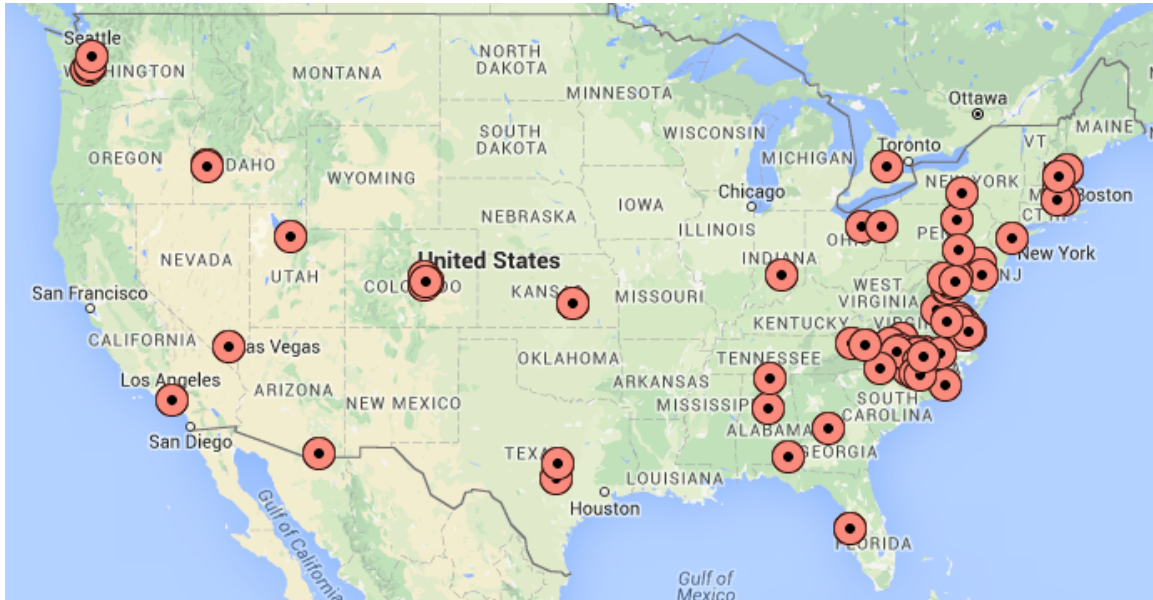 Seattle
WASHINGTON
MONTANA
NORTH
DAKOTA
MINNESOTA
Ottawa
MAINE
OREGON
IDAHO
SOUTH
DAKOTA
WISCONSIN
MICHIGAN
Toronto
VT
WYOMING
NEW YORK
Boston
CT RI
Chicago
IOWA
NEBRASKA
ILLINOIS
OHIO
PEN
New York
NJ
NEVADA
UTAH
United States
COLORADO
KANSAS
MISSOURI
INDIANA
WEST
VIRGINIA
San Francisco
CALIFORNIA
Las Vegas
KENTUCKY
VIRGINIA
Los Angeles
ARIZONA
NEW MEXICO
OKLAHOMA
ARKANSAS
TENNESSEE
MISSISSIPPI
SOUTH
CAROLINA
San Diego
ALABAMA
GEORGIA
TEXAS
LOUISIANA
Houston
FLORIDA
Gulf of California
Gulf of
Mexico